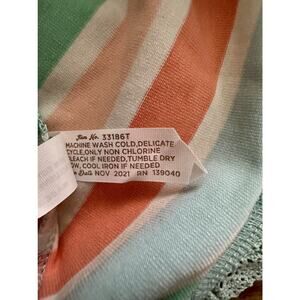 Item No. 33186T
MACHINE WASH COLD,DELICATE
CYCLE,ONLY NON CHLORINE
BLEACH IF NEEDED,TUMBLE DRY
LOW, COOL IRON IF NEEDED
Date NOV 2021 RN 139040